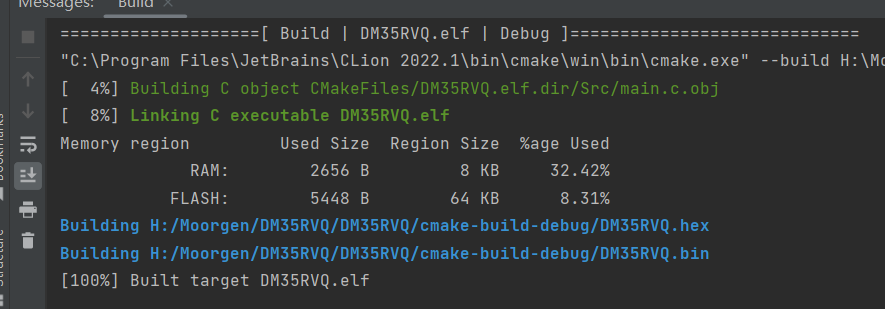 Messages: Build ×
====================[ Build | DM35RVQ.elf | Debug ]=============================
"C:\Program Files\JetBrains\CLion 2022.1\bin\cmake\win\bin\cmake.exe" --build H:\Mo
[  4%] Building C object CMakeFiles/DM35RVQ.elf.dir/Src/main.c.obj
[  8%] Linking C executable DM35RVQ.elf
Memory region         Used Size  Region Size  %age Used
             RAM:        2656 B         8 KB     32.42%
           FLASH:        5448 B        64 KB      8.31%
Building H:/Moorgen/DM35RVQ/DM35RVQ/cmake-build-debug/DM35RVQ.hex
Building H:/Moorgen/DM35RVQ/DM35RVQ/cmake-build-debug/DM35RVQ.bin
[100%] Built target DM35RVQ.elf
Bookmarks
Structure